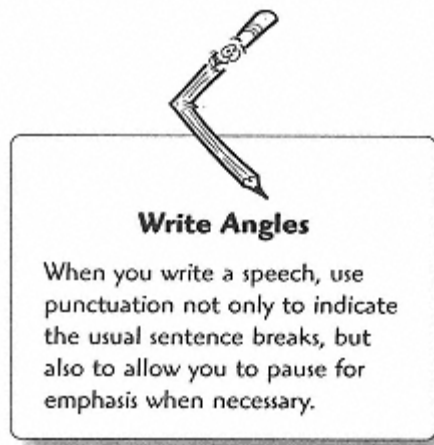 Write Angles
When you write a speech, use
punctuation not only to indicate
the usual sentence breaks, but
also to allow you to pause for
emphasis when necessary.